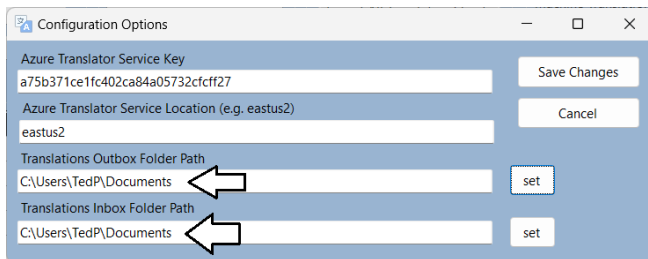 Configuration Options
Azure Translator Service Key
a75b371ce1fc402ca84a05732cfcff27
Save Changes
Azure Translator Service Location (e.g. eastus2)
eastus2
Cancel
Translations Outbox Folder Path
C:\Users\TedP\Documents
set
Translations Inbox Folder Path
C:\Users\TedP\Documents
set